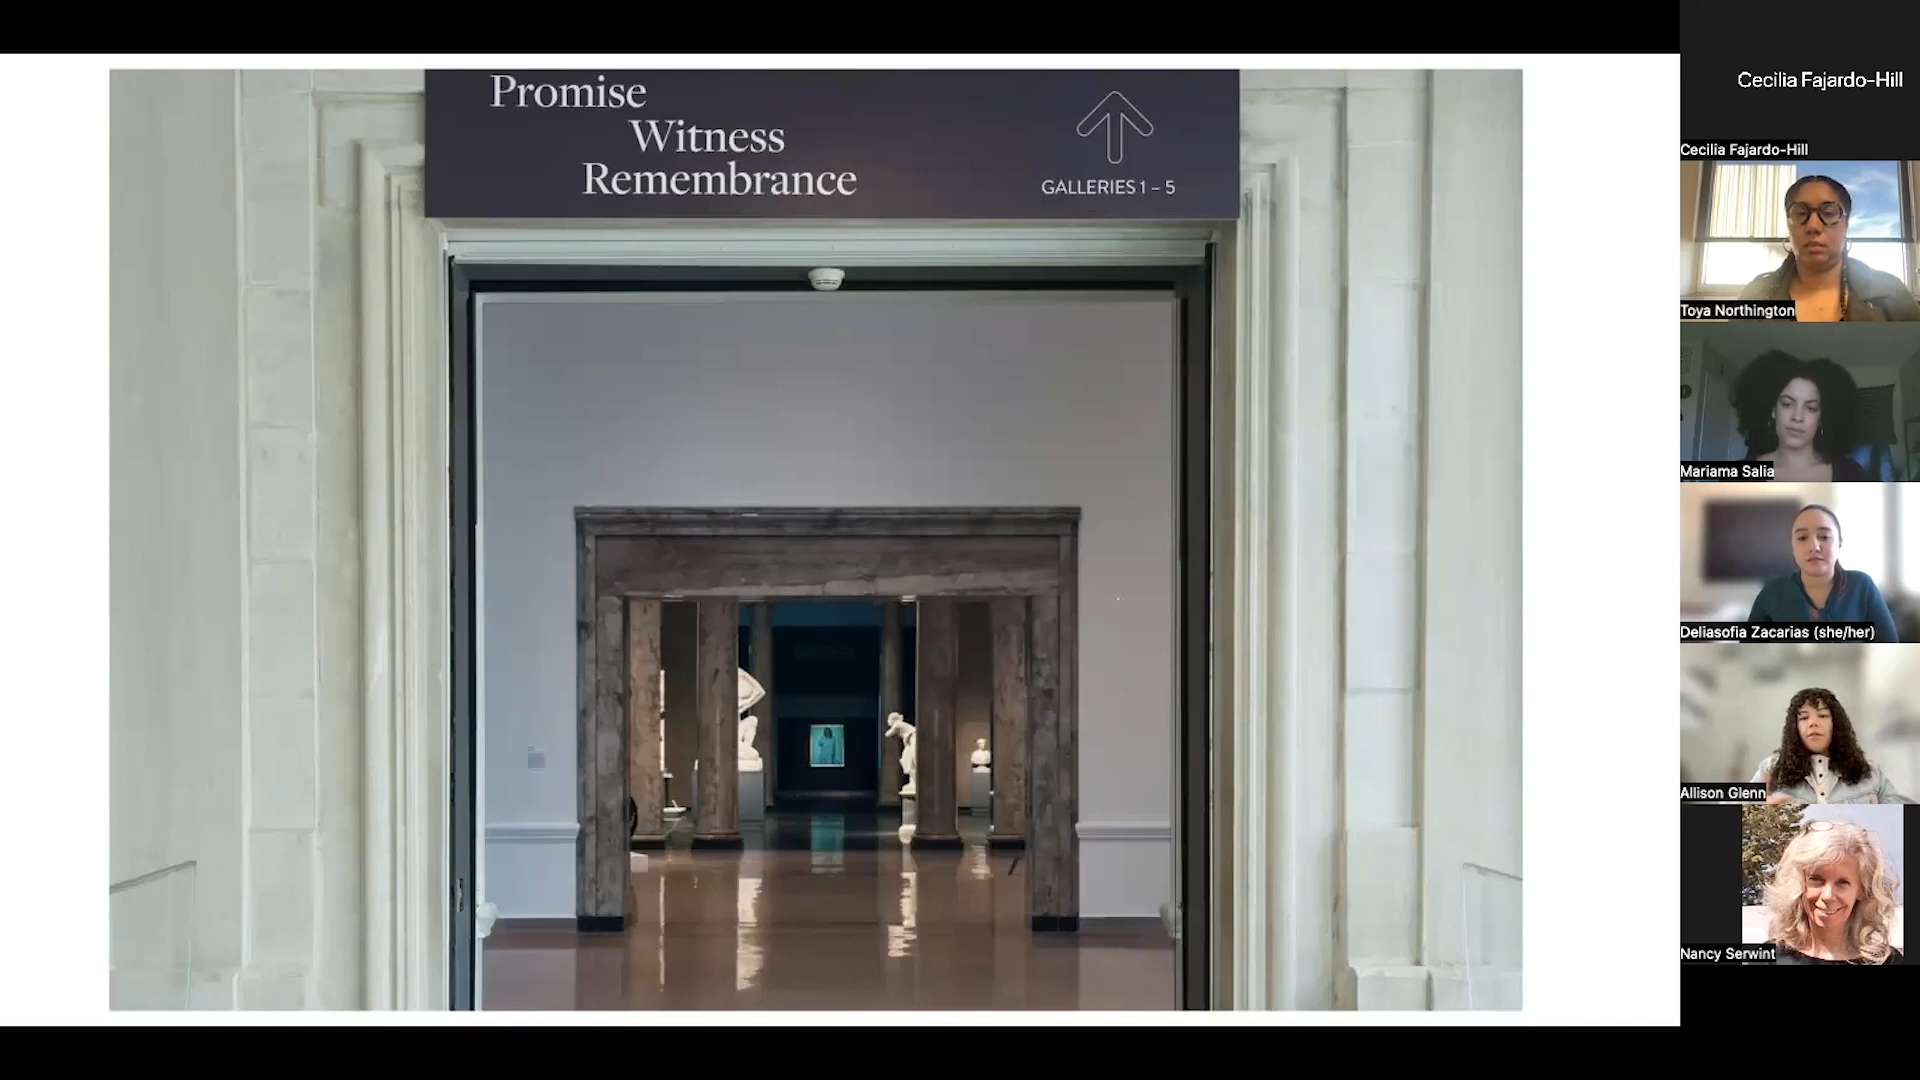 Promise
Witness
Remembrance
GALLERIES 1 – 5
Cecilia Fajardo-Hill
Cecilia Fajardo-Hill
Toya Northington
Mariama Salia
Deliasofia Zacarias (she/her)
Allison Glenn
Nancy Serwint